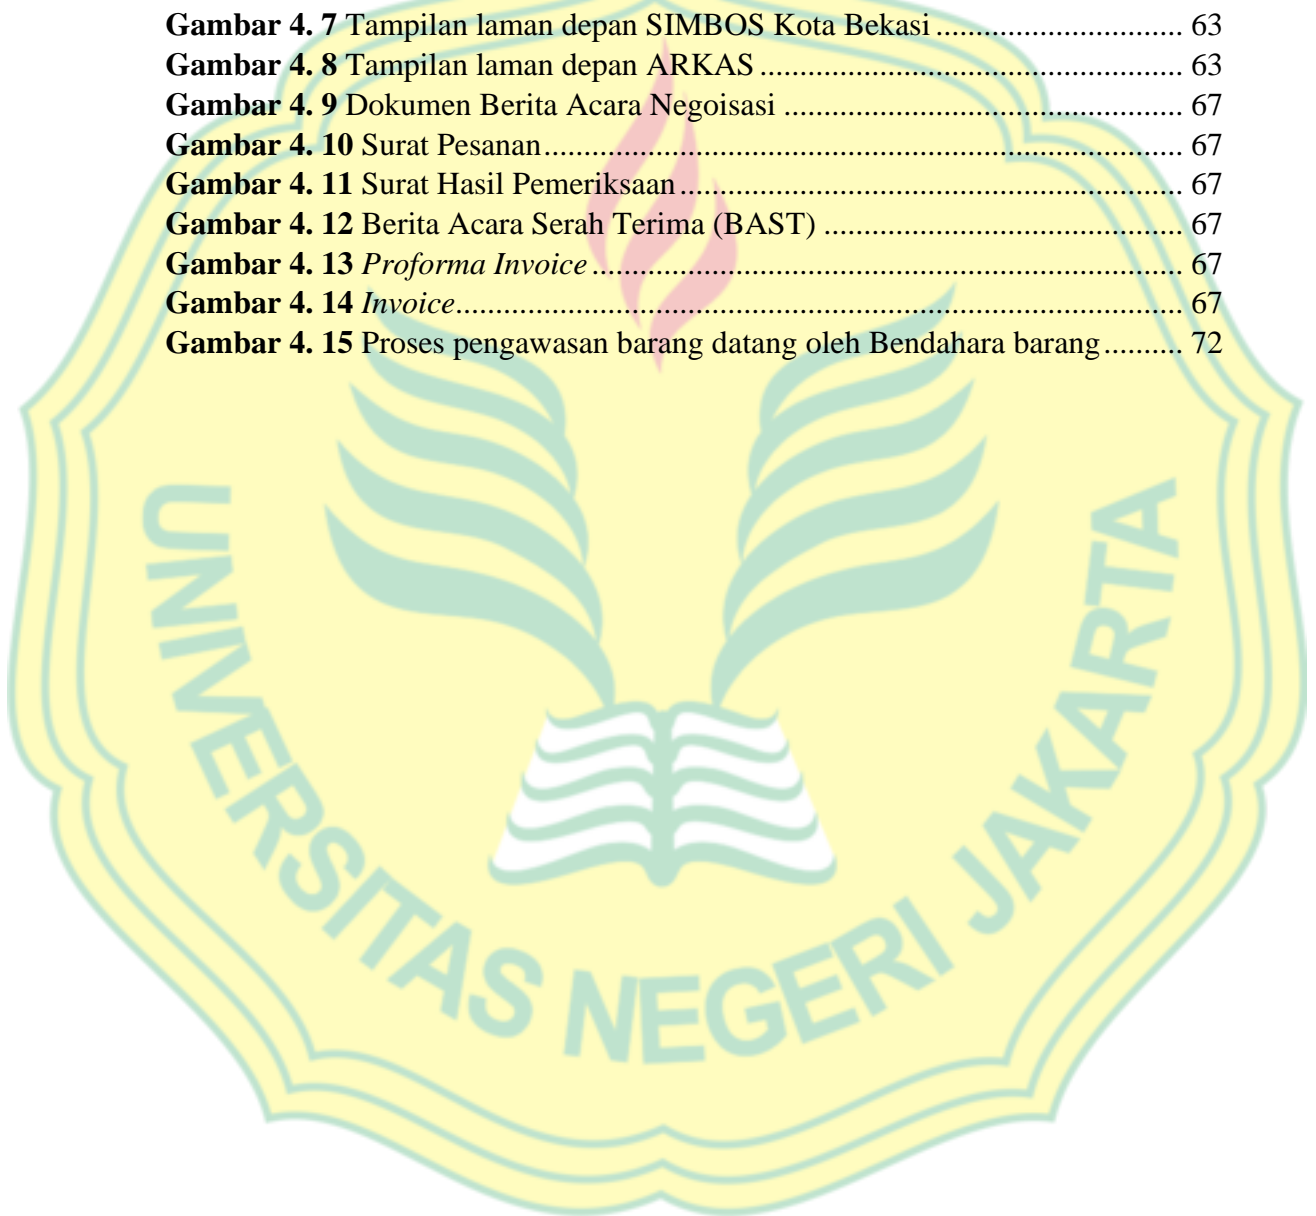 Gambar 4. 7 Tampilan laman depan SIMBOS Kota Bekasi ............................... 63
Gambar 4. 8 Tampilan laman depan ARKAS ..................................................... 63
Gambar 4. 9 Dokumen Berita Acara Negoisasi .................................................. 67
Gambar 4. 10 Surat Pesanan ................................................................................ 67
Gambar 4. 11 Surat Hasil Pemeriksaan ............................................................... 67
Gambar 4. 12 Berita Acara Serah Terima (BAST) ............................................. 67
Gambar 4. 13 Proforma Invoice .......................................................................... 67
Gambar 4. 14 Invoice ........................................................................................... 67
Gambar 4. 15 Proses pengawasan barang datang oleh Bendahara barang .......... 72
UNIVERSITAS NEGERI JAKARTA